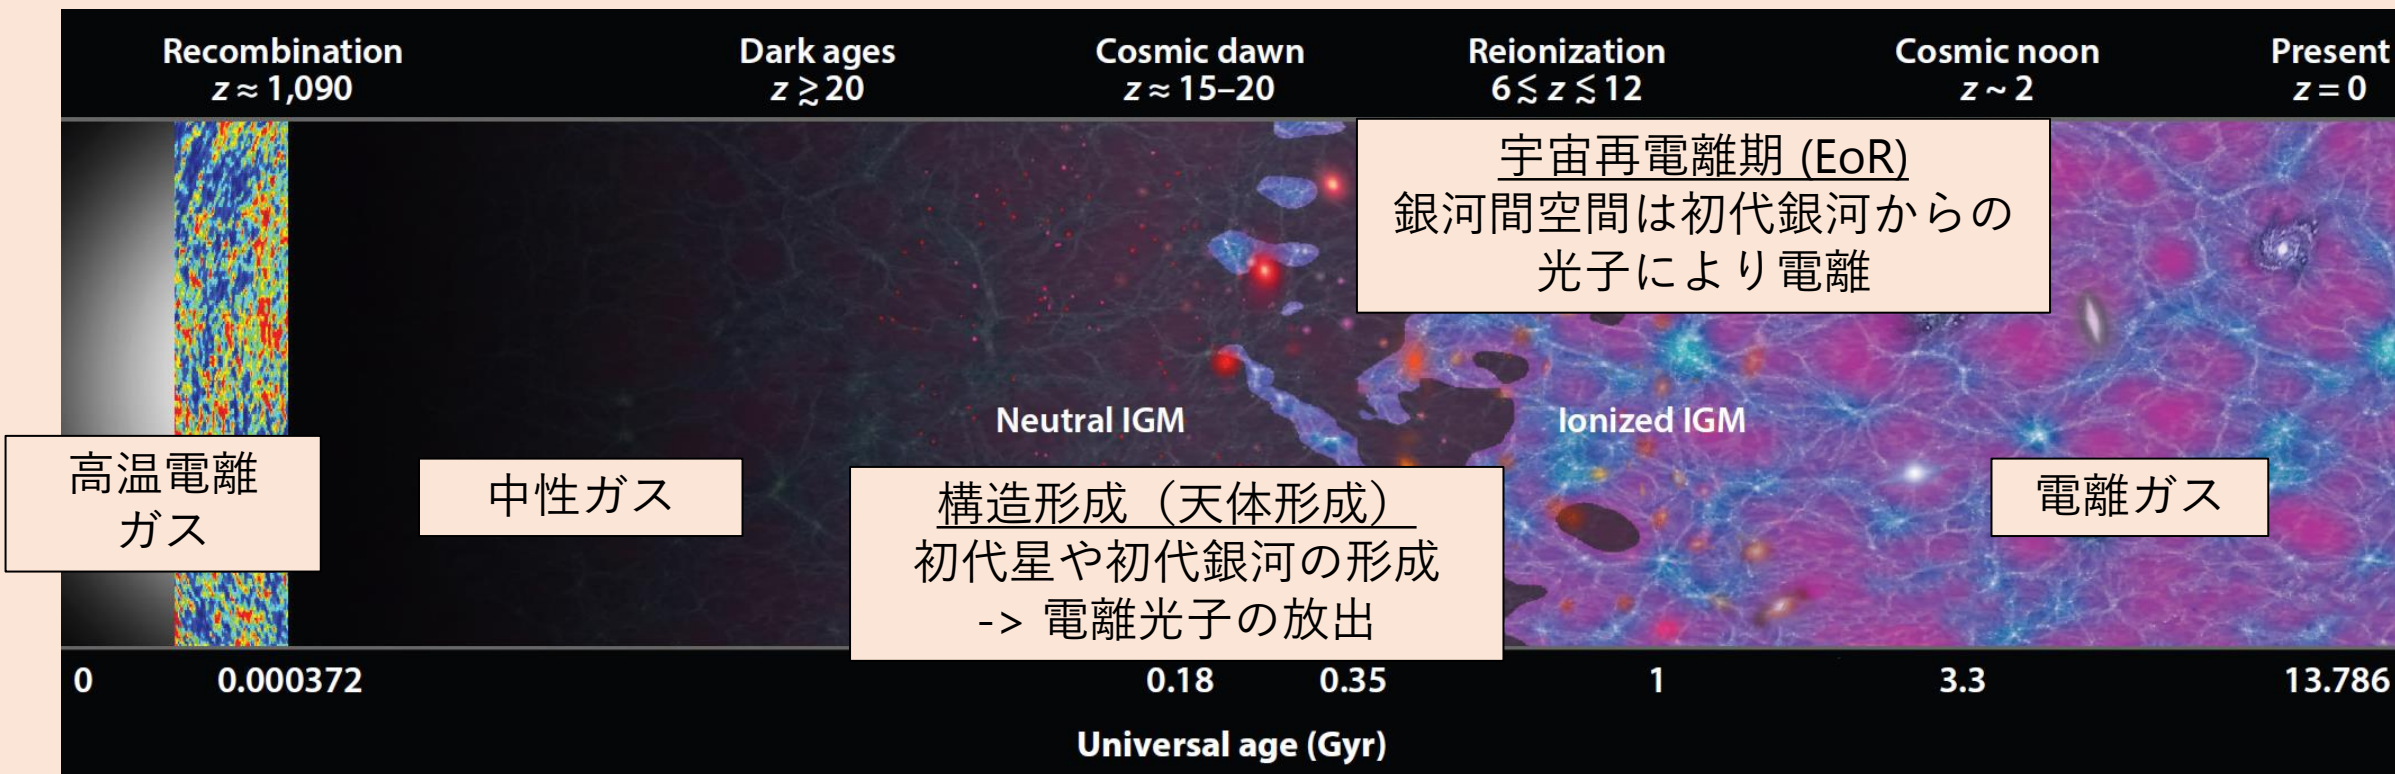 Recombination
z ≈ 1,090
Dark ages
z ≳ 20
Cosmic dawn
z ≈ 15–20
Reionization
6 ≲ z ≲ 12
Cosmic noon
z ~ 2
Present
z = 0
宇宙再電離期 (EoR)
銀河間空間は初代銀河からの
光子により電離
Neutral IGM
Ionized IGM
高温電離
ガス
中性ガス
構造形成（天体形成）
初代星や初代銀河の形成
-> 電離光子の放出
電離ガス
0
0.000372
0.18
0.35
1
3.3
13.786
Universal age (Gyr)